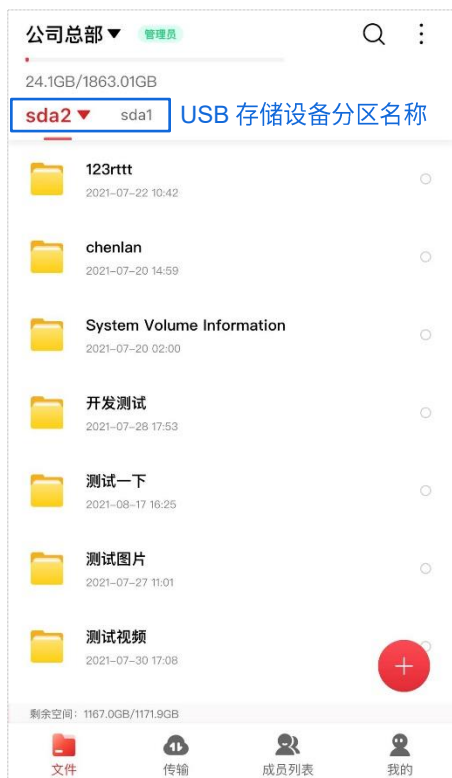 公司总部▼ 管理员
24.1GB/1863.01GB
sda2▼ sda1 USB 存储设备分区名称
123rttt
2021-07-22 10:42
chenlan
2021-07-20 14:59
System Volume Information
2021-07-20 02:00
开发测试
2021-07-28 17:53
测试一下
2021-08-17 16:25
测试图片
2021-07-27 11:01
测试视频
2021-07-30 17:08
剩余空间：1167.0GB/1171.9GB
文件 传输 成员列表 我的